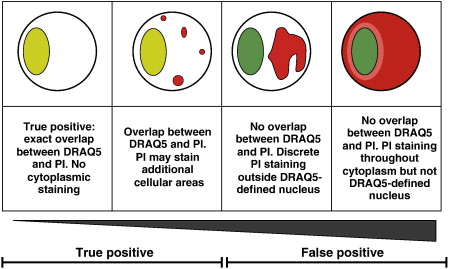 True positive:
exact overlap
between DRAQ5
and PI. No
cytoplasmic
staining
Overlap between
DRAQ5 and PI.
PI may stain
additional
cellular areas
No overlap
between DRAQ5
and PI. Discrete
PI staining
outside DRAQ5-
defined nucleus
No overlap
between DRAQ5
and PI. PI staining
throughout
cytoplasm but not
DRAQ5-defined
nucleus
True positive
False positive